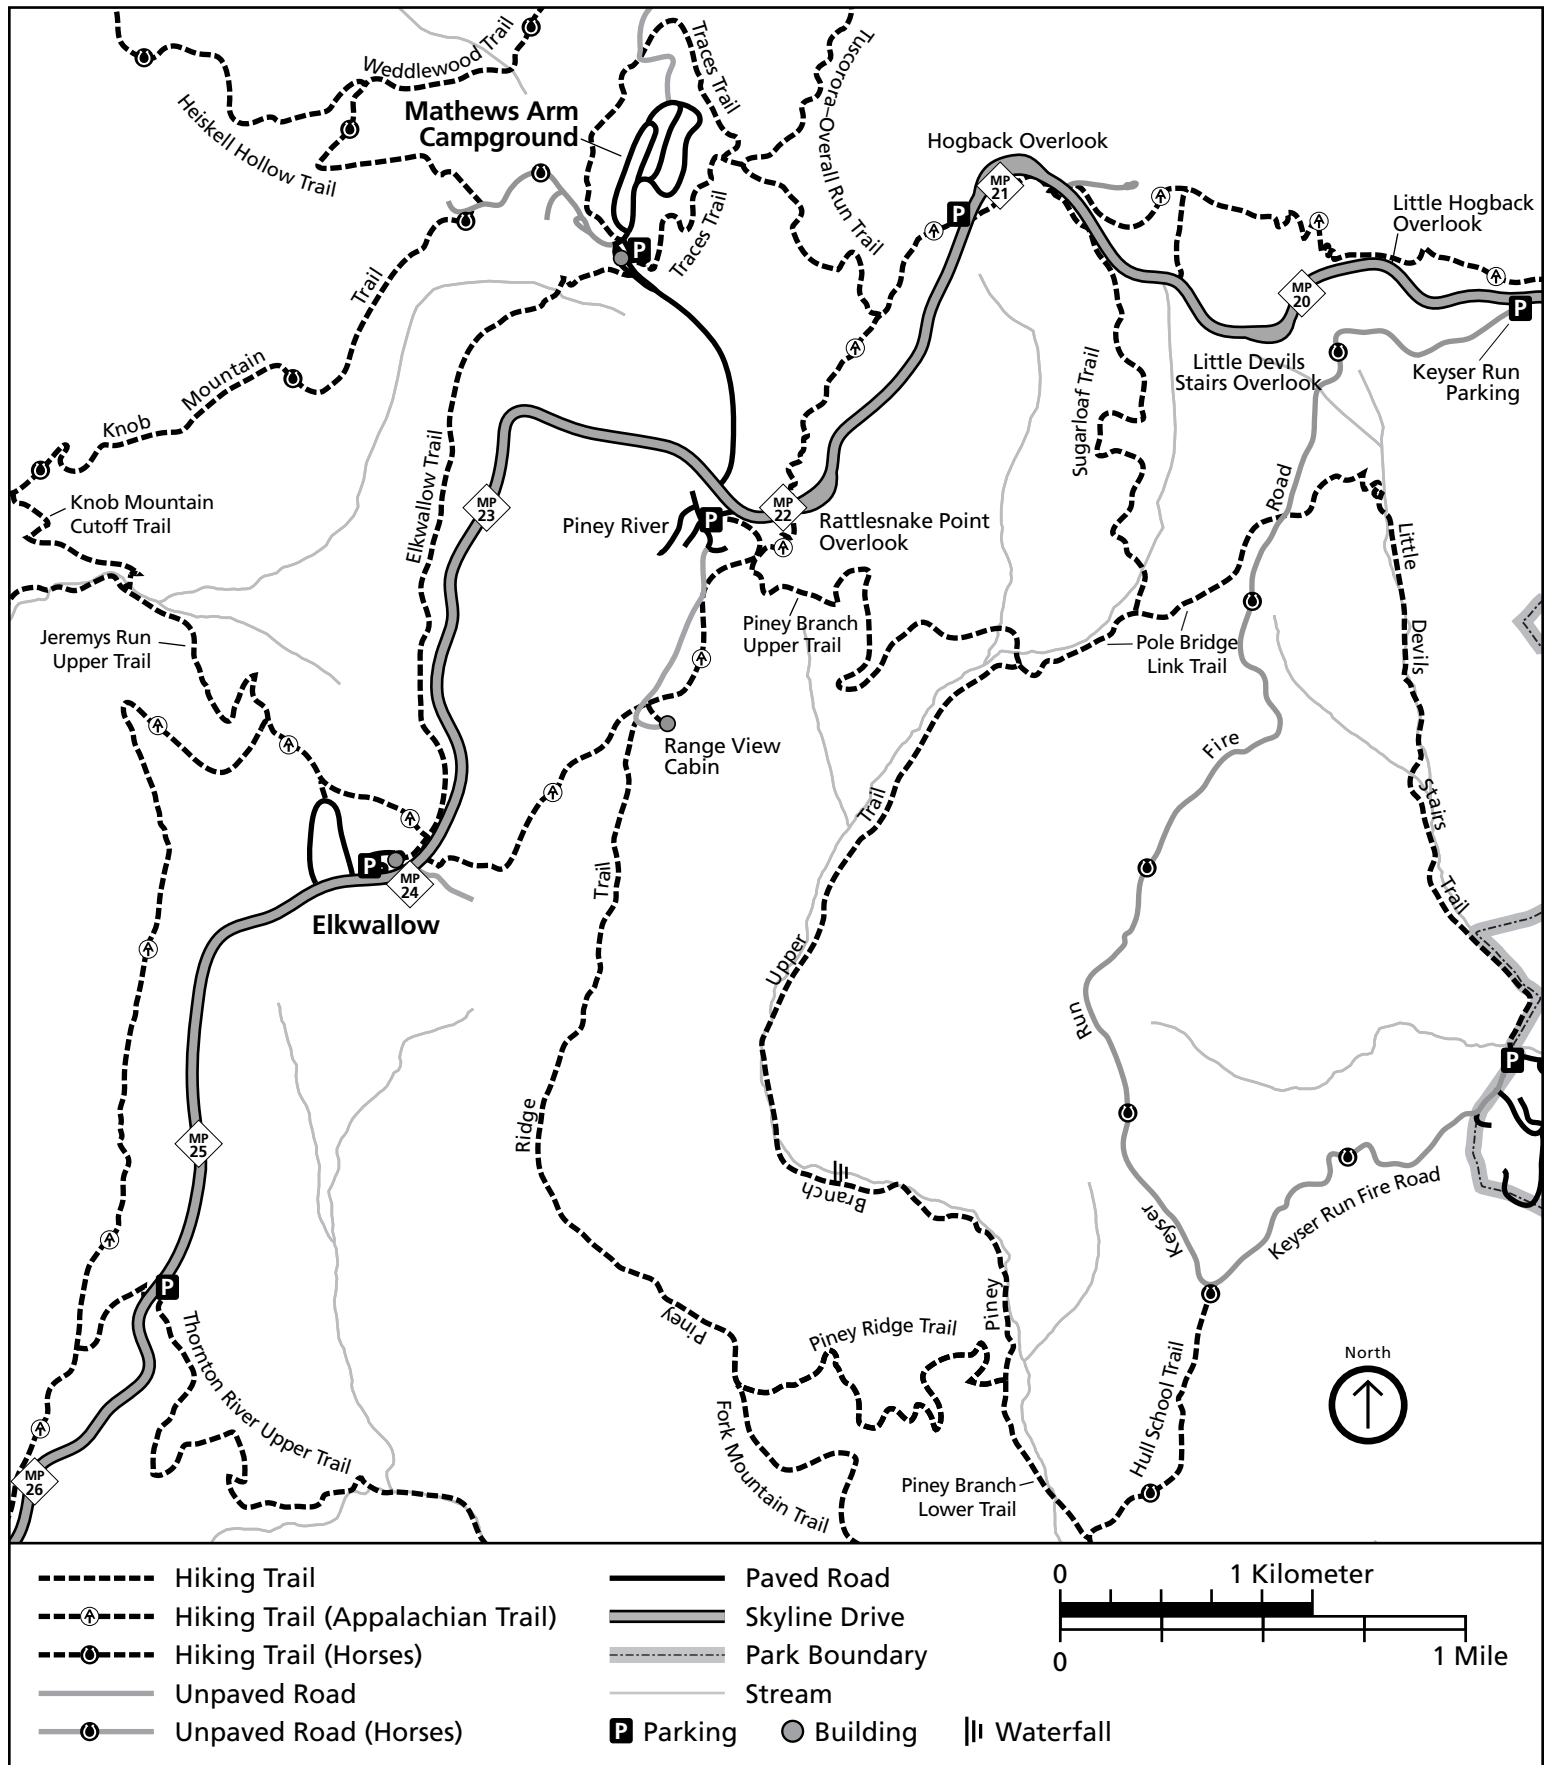 Weddlewood Trail
Traces Trail
Tuscorora–Overall Run Trail
Heiskell Hollow Trail
Mathews Arm
Campground
Hogback Overlook
MP
21
P
Little Hogback
Overlook
Traces Trail
P
Trail
MP
20
P
Little Devils
Stairs Overlook
Keyser Run
Parking
Knob
Mountain
Sugarloaf Trail
Elkwallow Trail
Knob Mountain
Cutoff Trail
MP
23
Piney River
P
MP
22
Rattlesnake Point
Overlook
Road
Little
Devils
Stairs
Trail
Jeremys Run
Upper Trail
Piney Branch
Upper Trail
Pole Bridge
Link Trail
Range View
Cabin
Fire
Trail
P
MP
24
Elkwallow
Trail
Upper
Run
P
Ridge
MP
25
Branch
Keyser
Keyser Run Fire Road
P
Piney
Piney
Piney Ridge Trail
Thornton River Upper Trail
North
Hull School Trail
Fork Mountain Trail
Piney Branch
Lower Trail
MP
26
Hiking Trail
Hiking Trail (Appalachian Trail)
Hiking Trail (Horses)
Unpaved Road
Unpaved Road (Horses)
Paved Road
Skyline Drive
Park Boundary
Stream
P Parking
Building
Waterfall
0
1 Kilometer
0
1 Mile